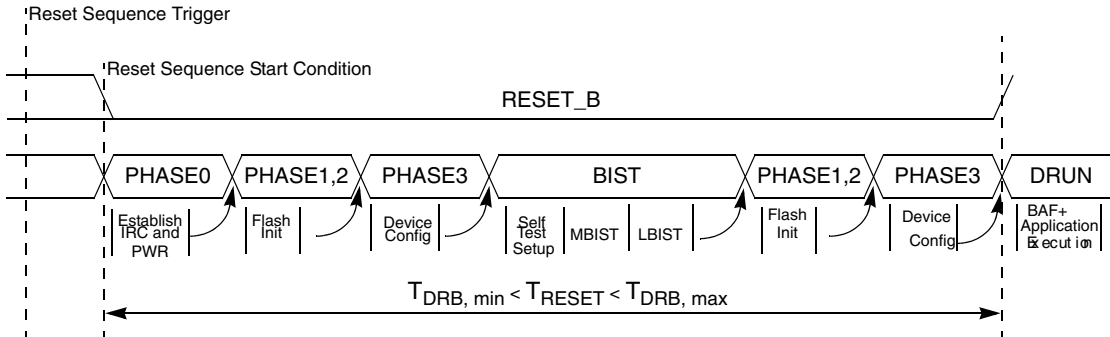 Reset Sequence Trigger
Reset Sequence Start Condition
RESET_B
PHASE0 PHASE1,2 PHASE3 BIST PHASE1,2 PHASE3 DRUN
Establish
IRC and
PWR
Flash
Init
Device
Config
Self
Test
Setup
MBIST
LBIST
Flash
Init
Device
Config
BAF+
Application
Execution
TDRB, min < TRESET < TDRB, max